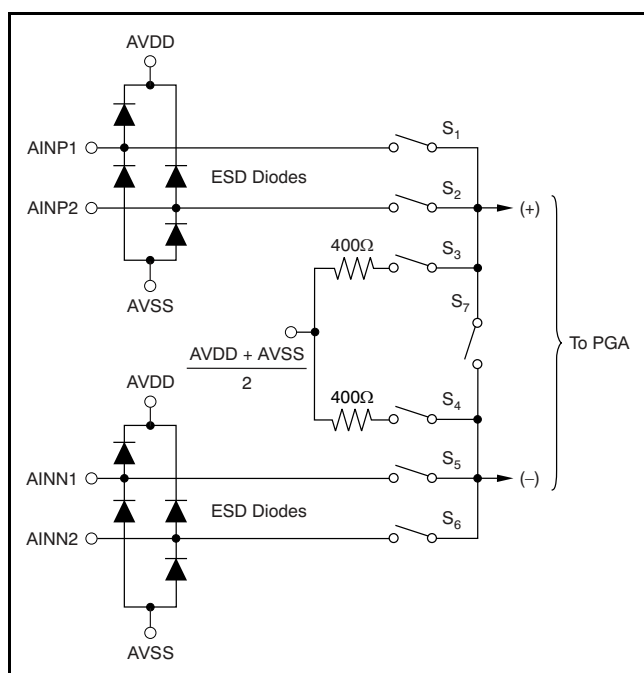 AVDD
AINP1
S1
ESD Diodes
AINP2
S2
(+)
400Ω
S3
AVSS
S7
AVDD + AVSS
2
To PGA
AVDD
400Ω
S4
AINN1
S5
(−)
ESD Diodes
AINN2
S6
AVSS